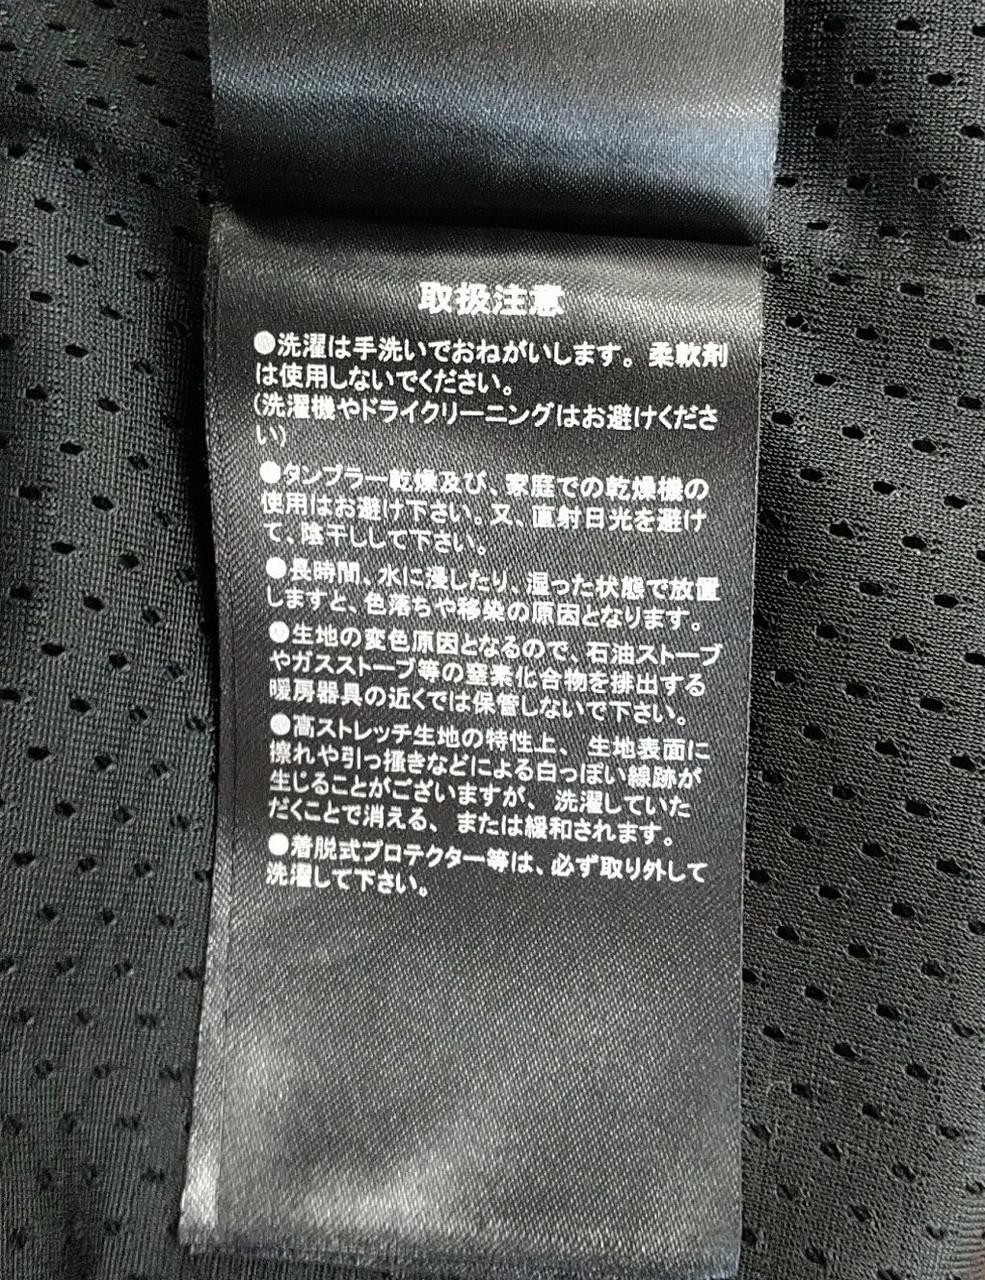 取扱注意
●洗濯は手洗いでおねがいします。柔軟剤
は使用しないでください。
(洗濯機やドライクリーニングはお避けくださ
い)
●タンブラー乾燥及び、家庭での乾燥機の
使用はお避け下さい。又、直射日光を避け
て、陰干しして下さい。
●長時間、水に浸したり、湿った状態で放置
しますと、色落ちや移染の原因となります。
●生地の変色原因となるので、石油ストーブ
やガスストーブ等の窒素化合物を排出する
暖房器具の近くでは保管しないで下さい。
●高ストレッチ生地の特性上、生地表面に
擦れや引っ掻きなどによる白っぽい線跡が
生じることがございますが、洗濯していた
だくことで消える、または緩和されます。
●着脱式プロテクター等は、必ず取り外して
洗濯して下さい。